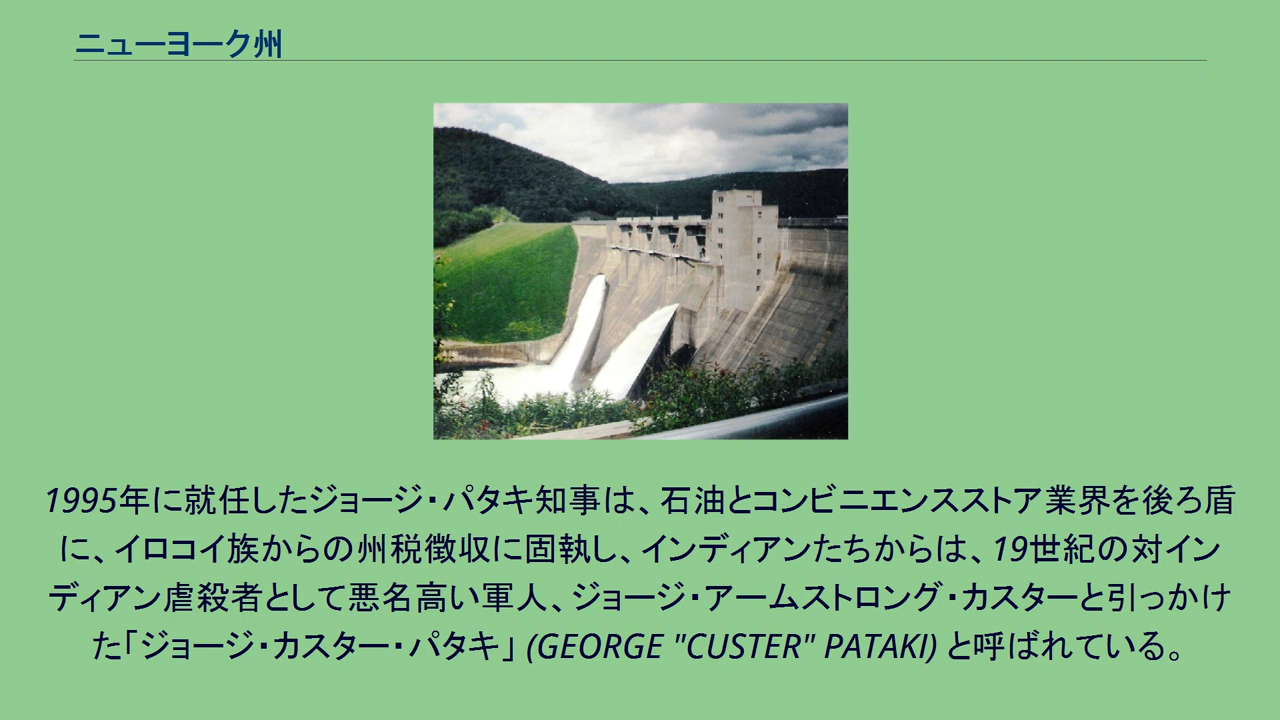 ニューヨーク州
1995年に就任したジョージ・パタキ知事は、石油とコンビニエンスストア業界を後ろ盾
に、イロコイ族からの州税徴収に固執し、インディアンたちからは、19世紀の対イン
ディアン虐殺者として悪名高い軍人、ジョージ・アームストロング・カスターと引っかけ
た「ジョージ・カスター・パタキ」 (GEORGE "CUSTER" PATAKI) と呼ばれている。